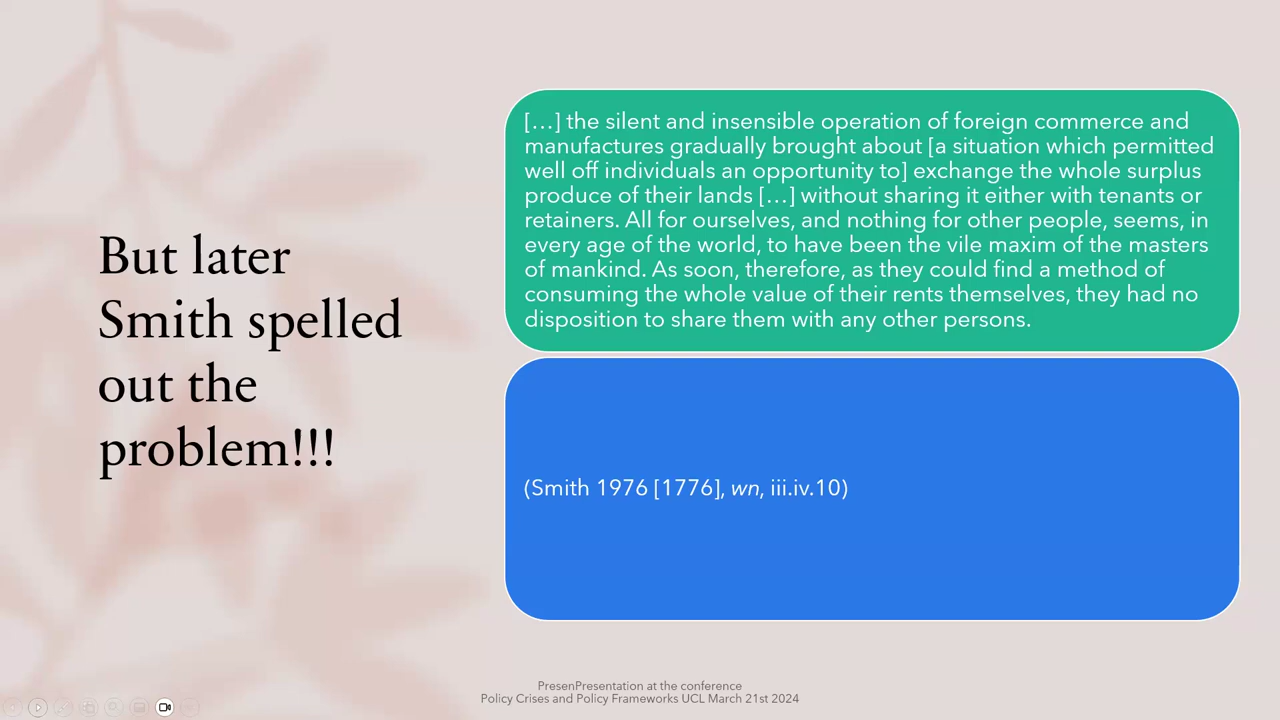 But later
Smith spelled
out the
problem!!!
[…] the silent and insensible operation of foreign commerce and
manufactures gradually brought about [a situation which permitted
well off individuals an opportunity to] exchange the whole surplus
produce of their lands […] without sharing it either with tenants or
retainers. All for ourselves, and nothing for other people, seems, in
every age of the world, to have been the vile maxim of the masters
of mankind. As soon, therefore, as they could find a method of
consuming the whole value of their rents themselves, they had no
disposition to share them with any other persons.
(Smith 1976 [1776], wn, iii.iv.10)
PresenPresentation at the conference
Policy Crises and Policy Frameworks UCL March 21st 2024